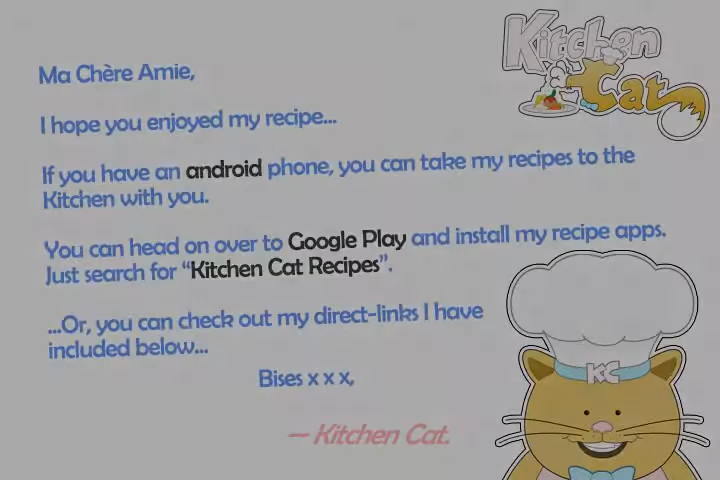 Kitchen
Cat
Ma Chère Amie,
I hope you enjoyed my recipe...
If you have an android phone, you can take my recipes to the
Kitchen with you.
You can head on over to Google Play and install my recipe apps.
Just search for “Kitchen Cat Recipes”.
...Or, you can check out my direct-links I have
included below...
Bises x x x,
— Kitchen Cat.
KC